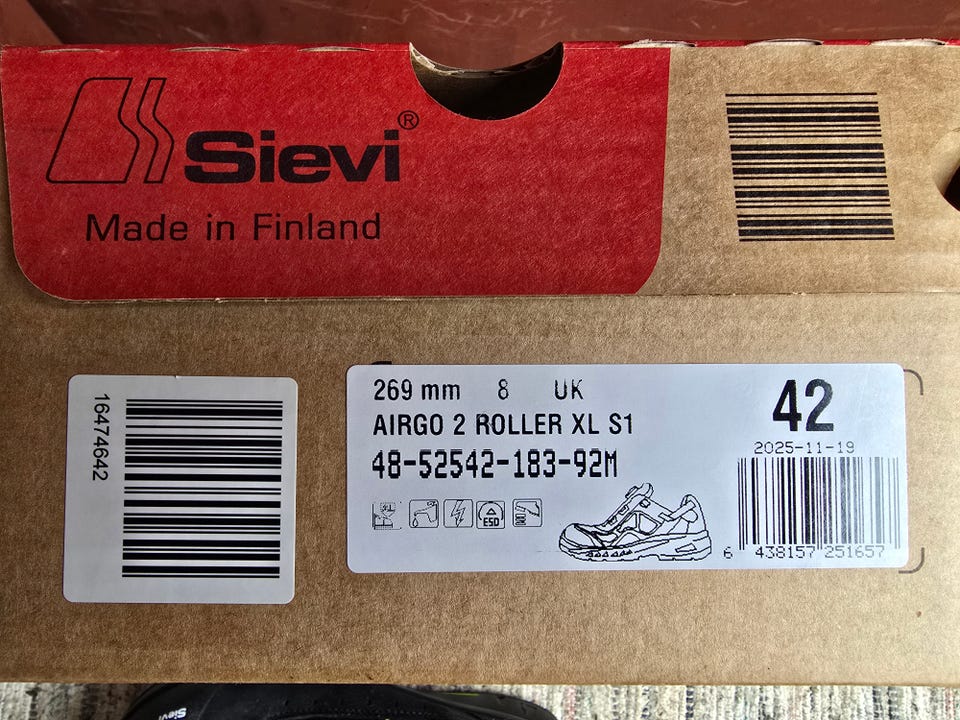 Sievi®
Made in Finland
16474642
269 mm 8 UK
AIRGO 2 ROLLER XL S1
48-52542-183-92M
ESD
42
2025-11-19
6 438157 251657
Sievi